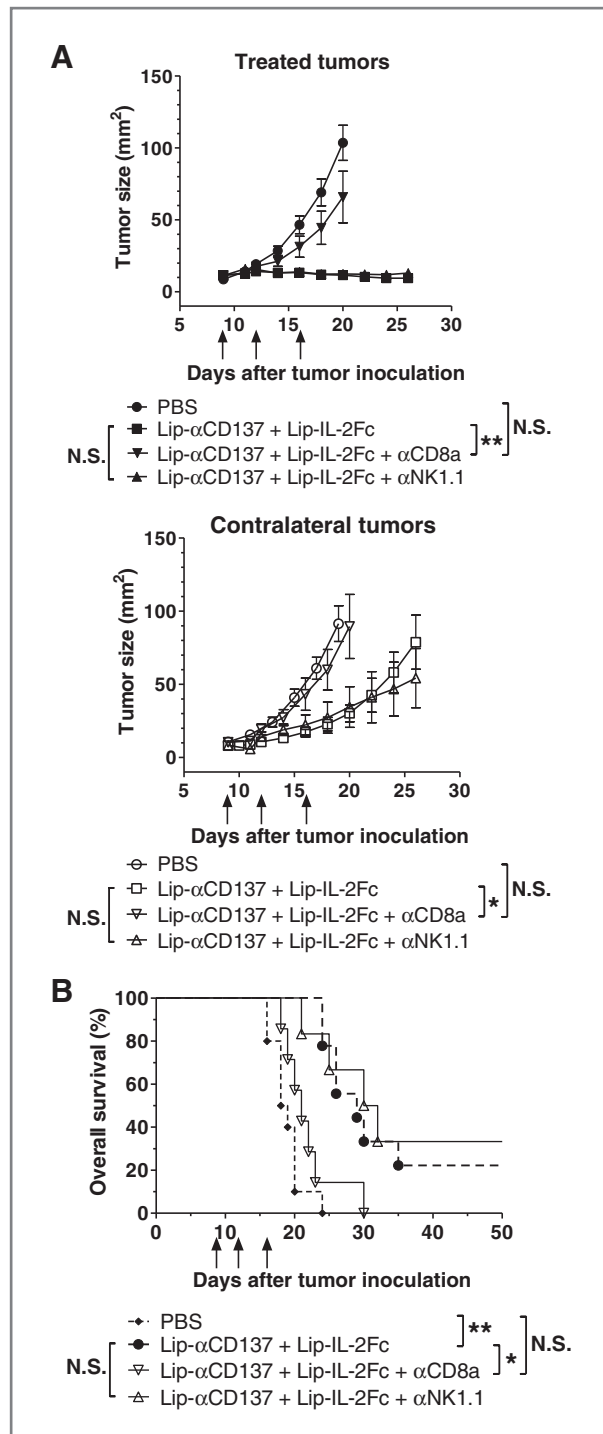 A
Treated tumors
Tumor size (mm²)
150
100
50
0
5 10 15 20 25 30
Days after tumor inoculation
PBS
Lip-αCD137 + Lip-IL-2Fc
Lip-αCD137 + Lip-IL-2Fc + αCD8a
Lip-αCD137 + Lip-IL-2Fc + αNK1.1
N.S.
**
N.S.
Contralateral tumors
Tumor size (mm²)
150
100
50
0
5 10 15 20 25 30
Days after tumor inoculation
PBS
Lip-αCD137 + Lip-IL-2Fc
Lip-αCD137 + Lip-IL-2Fc + αCD8a
Lip-αCD137 + Lip-IL-2Fc + αNK1.1
N.S.
*
N.S.
B
Overall survival (%)
100
80
60
40
20
0
0 10 20 30 40 50
Days after tumor inoculation
PBS
Lip-αCD137 + Lip-IL-2Fc
Lip-αCD137 + Lip-IL-2Fc + αCD8a
Lip-αCD137 + Lip-IL-2Fc + αNK1.1
N.S.
**
*
N.S.